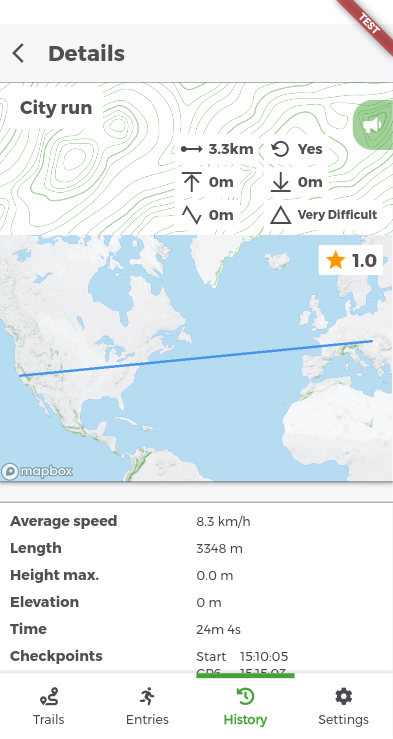 TEST
Details
City run
3.3km Yes
0m 0m
0m Very Difficult
1.0
mapbox
Average speed 8.3 km/h
Length 3348 m
Height max. 0.0 m
Elevation 0 m
Time 24m 4s
Checkpoints Start 15:10:05
Trails Entries History Settings